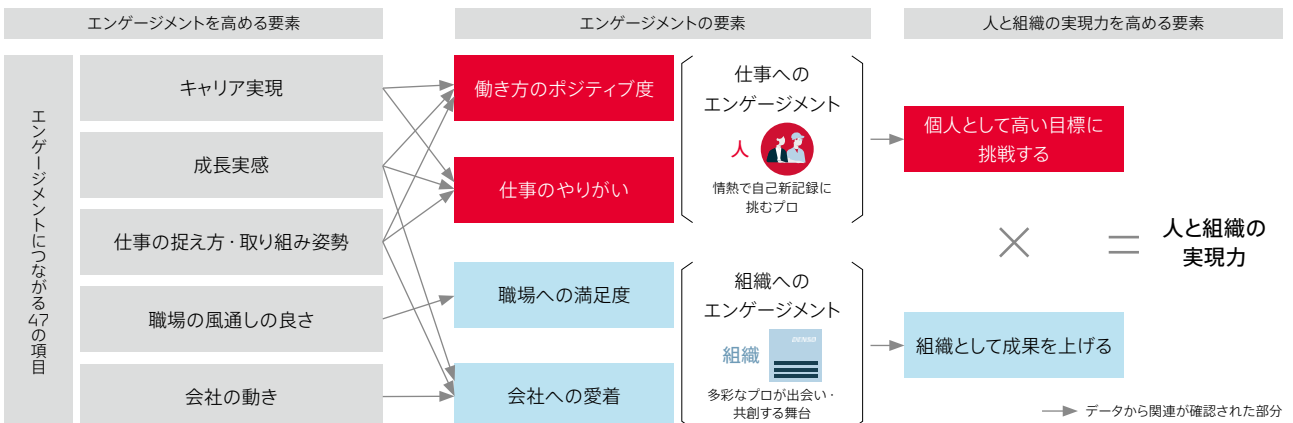 エンゲージメントを高める要素
エンゲージメントの要素
人と組織の実現力を高める要素
エンゲージメントにつながる47の項目
キャリア実現
成長実感
仕事の捉え方・取り組み姿勢
職場の風通しの良さ
会社の動き
働き方のポジティブ度
仕事のやりがい
職場への満足度
会社への愛着
仕事への
エンゲージメント
人
情熱で自己新記録に
挑むプロ
組織への
エンゲージメント
組織
DENSO
多彩なプロが出会い・
共創する舞台
個人として高い目標に
挑戦する
×
=
人と組織の
実現力
組織として成果を上げる
データから関連が確認された部分